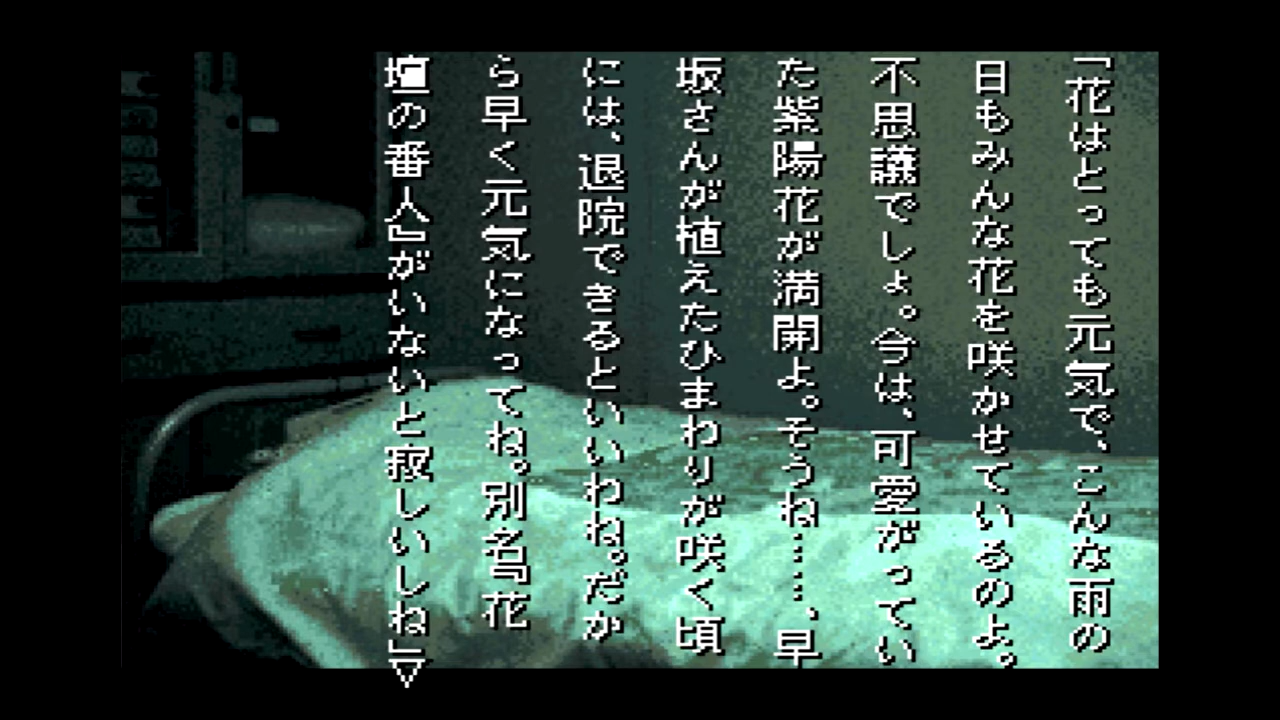 「花はとっても元気で、こんな雨の
日もみんな花を咲かせているのよ。
不思議でしょ。今は、可愛がってい
た紫陽花が満開よ。そうね……、早
坂さんが植えたひまわりが咲く頃
には、退院できるといいわね。だか
ら早く元気になってね。別名『花
壇の番人』がいないと寂しいしね」▽